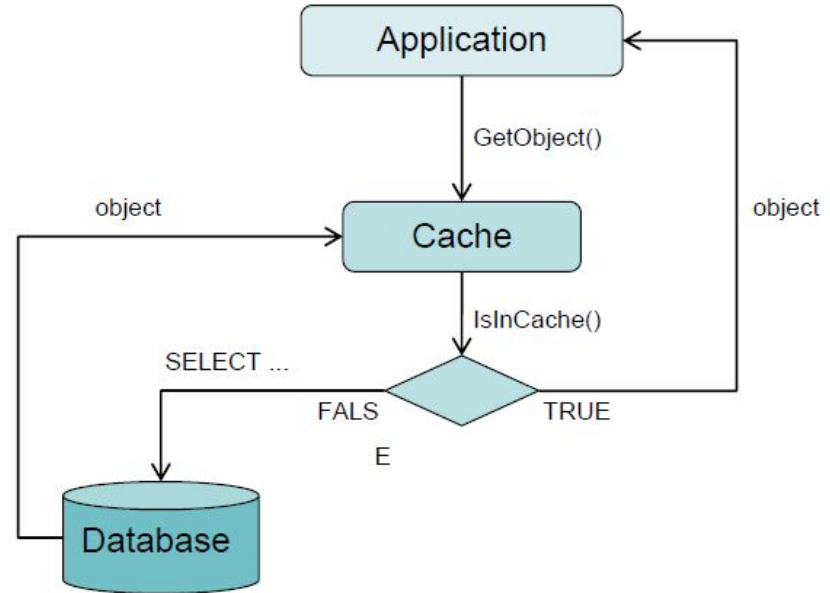 Application
GetObject()
object
object
Cache
IsInCache()
SELECT ...
FALS
E
TRUE
Database